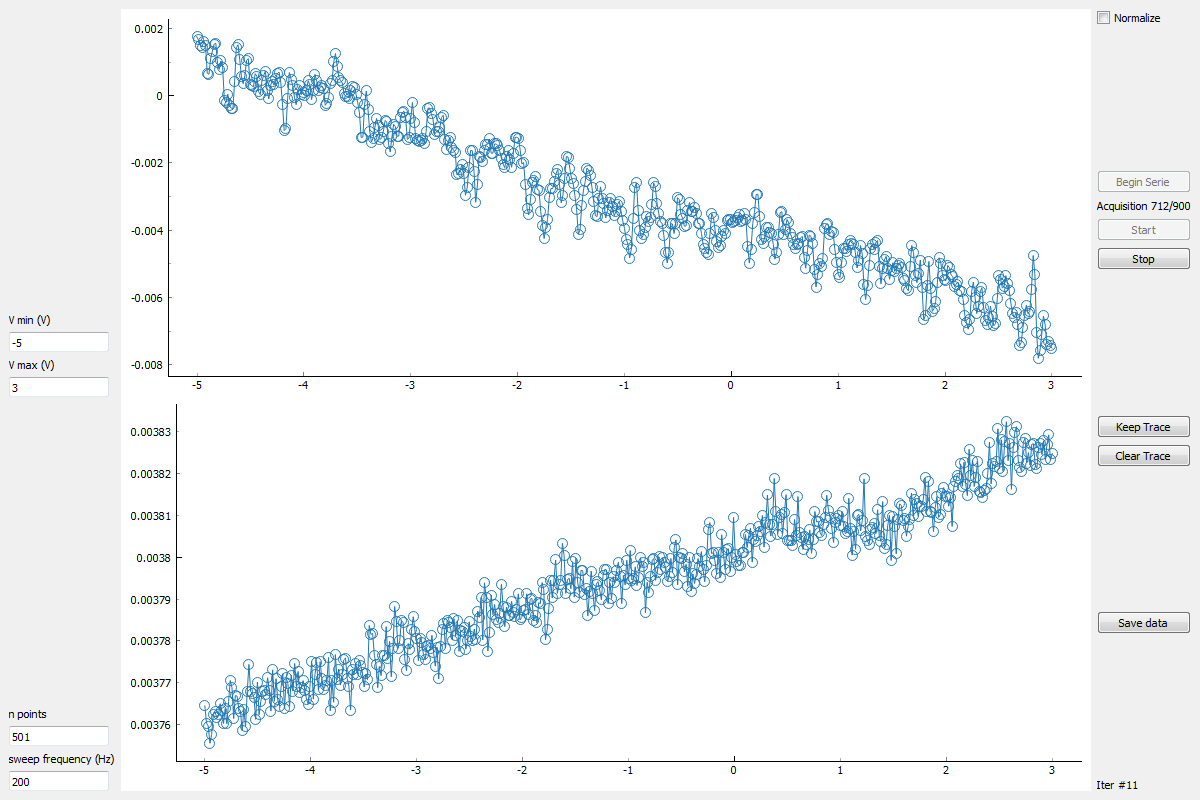 Normalize
0.002
0
-0.002
-0.004
-0.006
-0.008
-5 -4 -3 -2 -1 0 1 2 3
Begin Serie
Acquisition 712/900
Start
Stop
V min (V)
-5
V max (V)
3
0.00383
0.00382
0.00381
0.0038
0.00379
0.00378
0.00377
0.00376
-5 -4 -3 -2 -1 0 1 2 3
Keep Trace
Clear Trace
Save data
n points
501
sweep frequency (Hz)
200
Iter #11